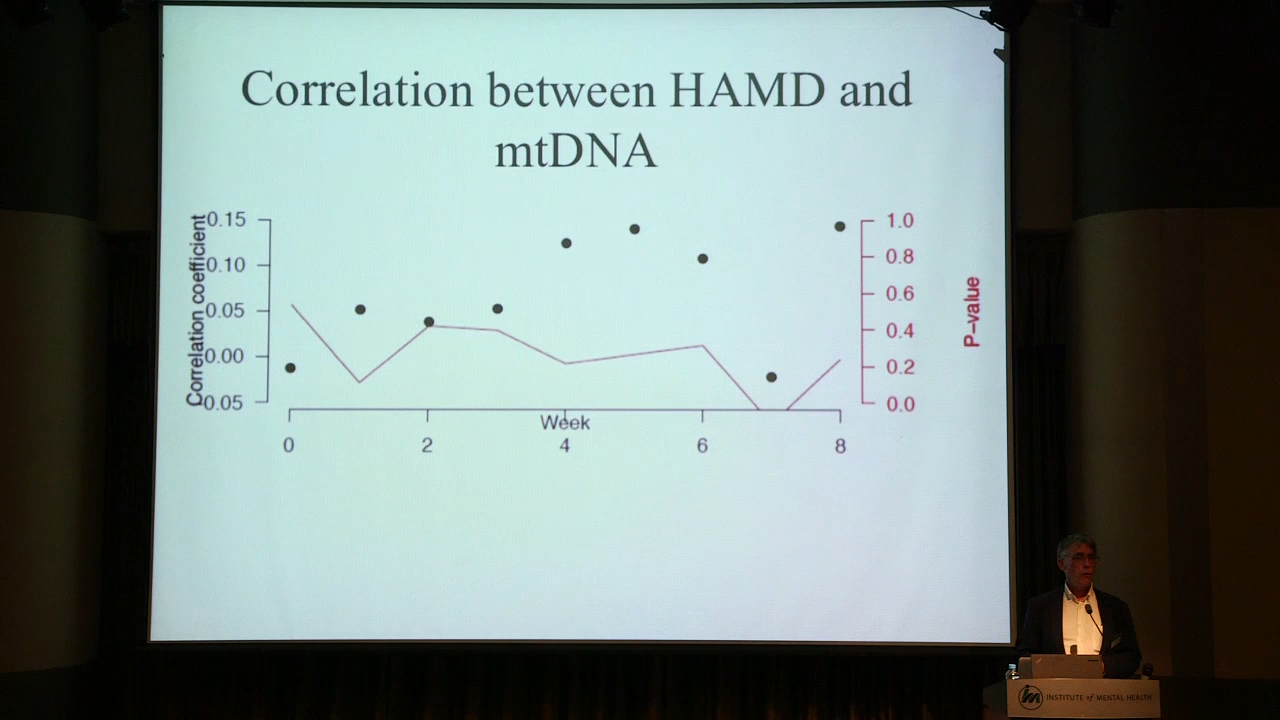 Correlation between HAMD and
mtDNA
Correlation coefficient
0.15
0.10
0.05
0.00
0.05
Week
0
2
4
6
8
1.0
0.8
0.6
0.4
0.2
0.0
P-value
INSTITUTE of MENTAL HEALTH